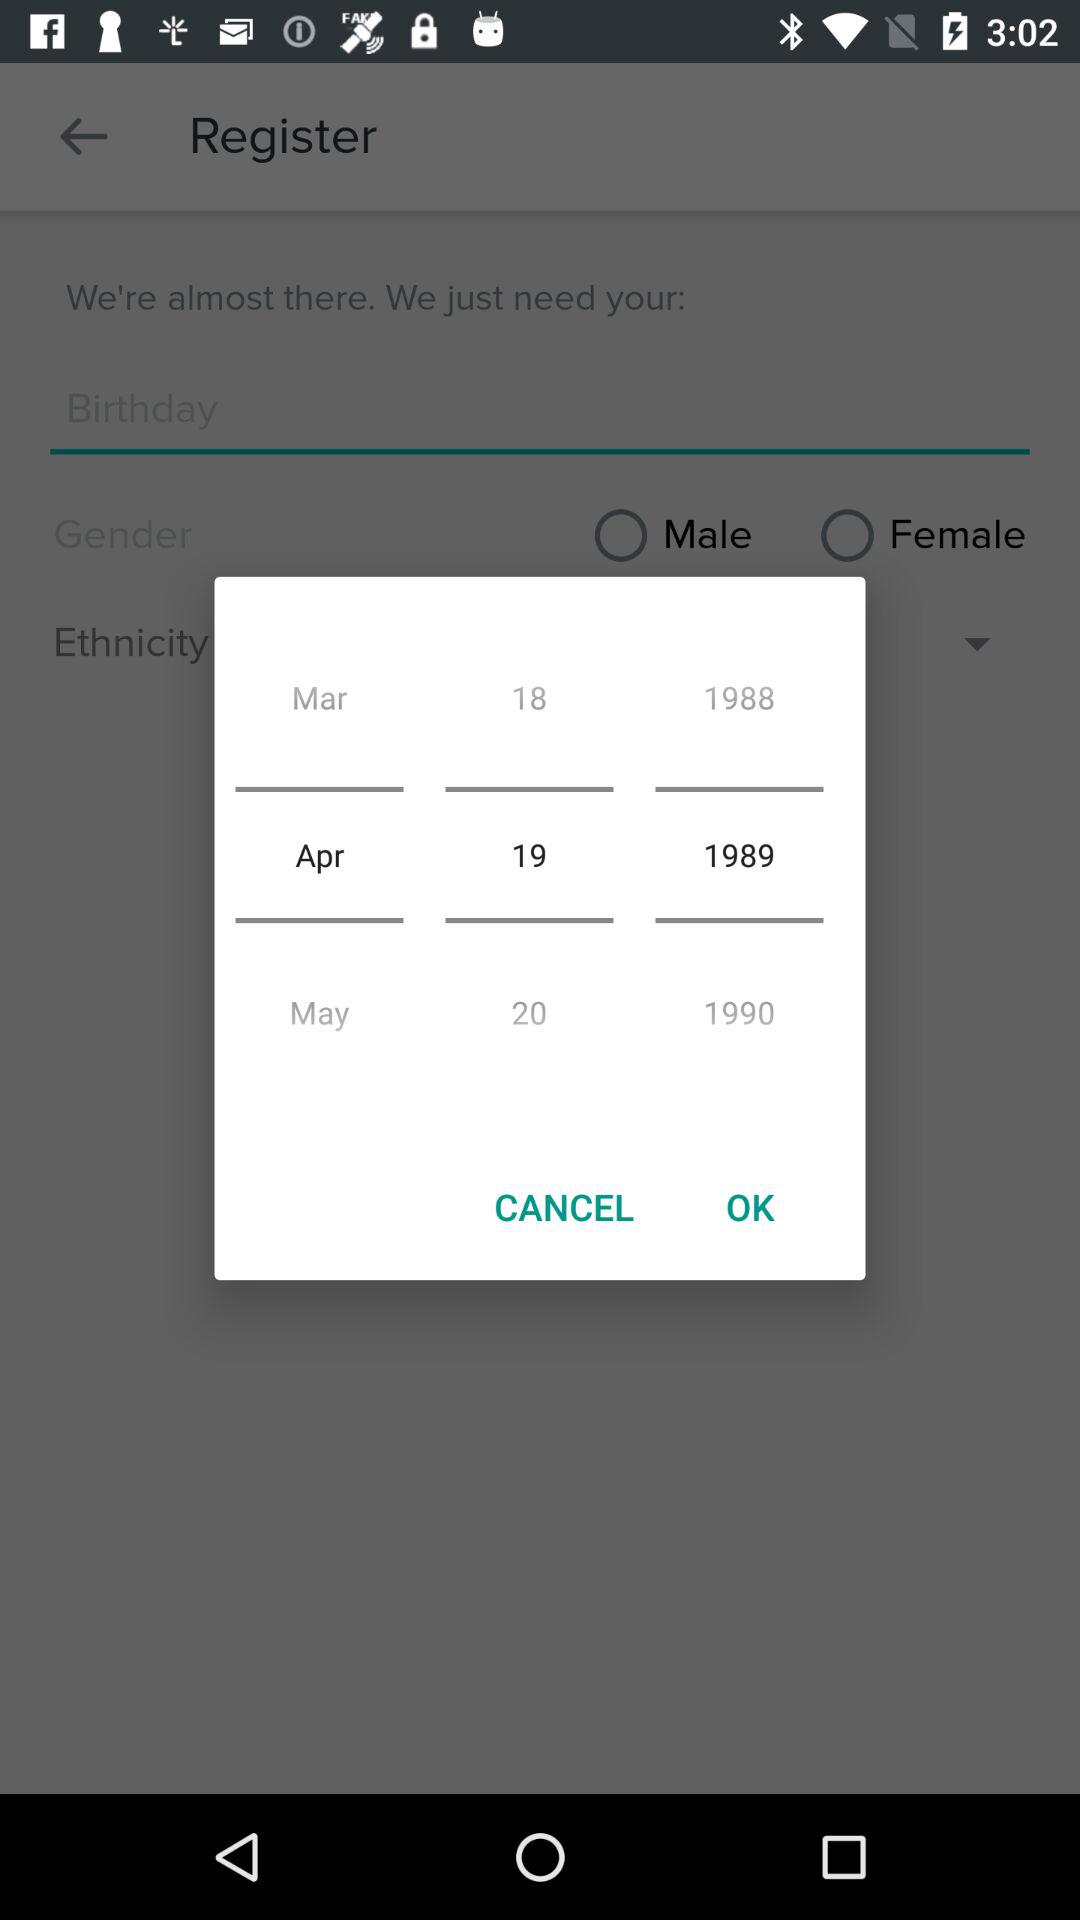 FAKE 3:02
Register
We're almost there. We just need your:
Birthday
Gender Male Female
Ethnicity
Mar 18 1988
Apr 19 1989
May 20 1990
CANCEL OK